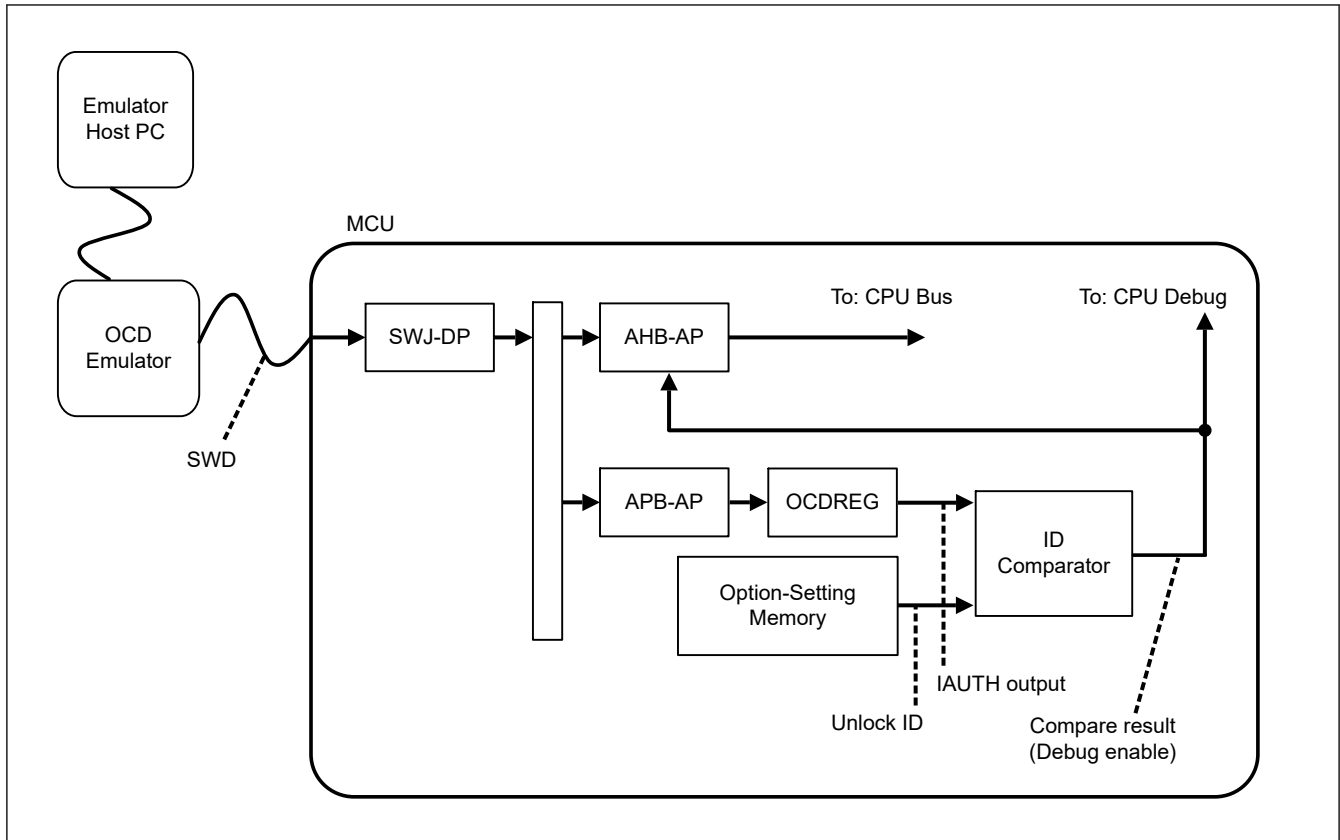 Emulator
Host PC
MCU
OCD
Emulator
SWD
SWJ-DP
AHB-AP
To: CPU Bus
To: CPU Debug
APB-AP
OCDREG
ID
Comparator
Option-Setting
Memory
IAUTH output
Unlock ID
Compare result
(Debug enable)